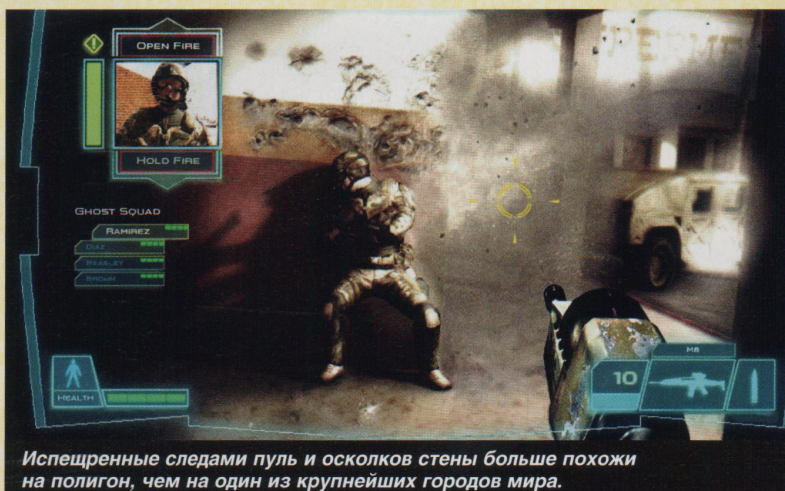 OPEN FIRE
HOLD FIRE
GHOST SQUAD
RAMIREZ
DIAZ
BEASLEY
BROWN
HEALTH
M8
10
Испещренные следами пуль и осколков стены больше похожи
на полигон, чем на один из крупнейших городов мира.